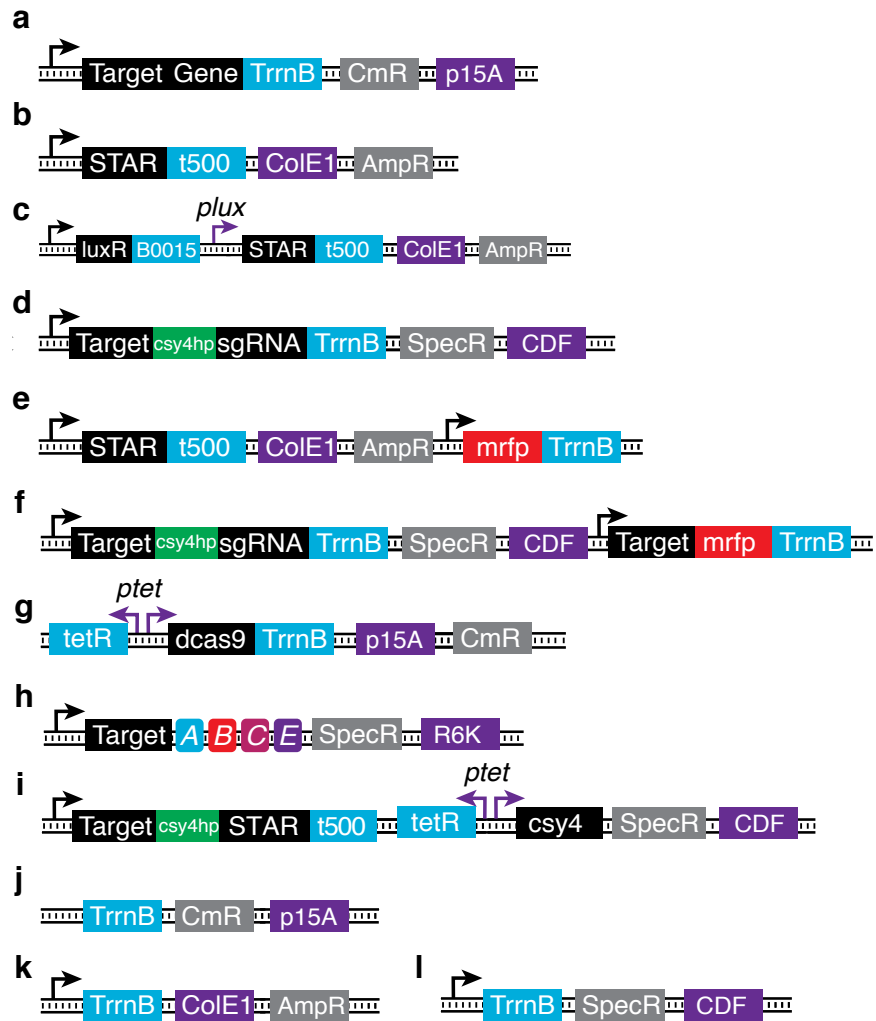 a
Target Gene TrrnB CmR p15A
b
STAR t500 ColE1 AmpR
c
plux
luxR B0015 STAR t500 ColE1 AmpR
d
Target csy4hp sgRNA TrrnB SpecR CDF
e
STAR t500 ColE1 AmpR mrfp TrrnB
f
Target csy4hp sgRNA TrrnB SpecR CDF Target mrfp TrrnB
ptet
g
tetR dcas9 TrrnB p15A CmR
h
Target A B C E SpecR R6K
i
ptet
Target csy4hp STAR t500 tetR csy4 SpecR CDF
j
TrrnB CmR p15A
k l
TrrnB ColE1 AmpR TrrnB SpecR CDF